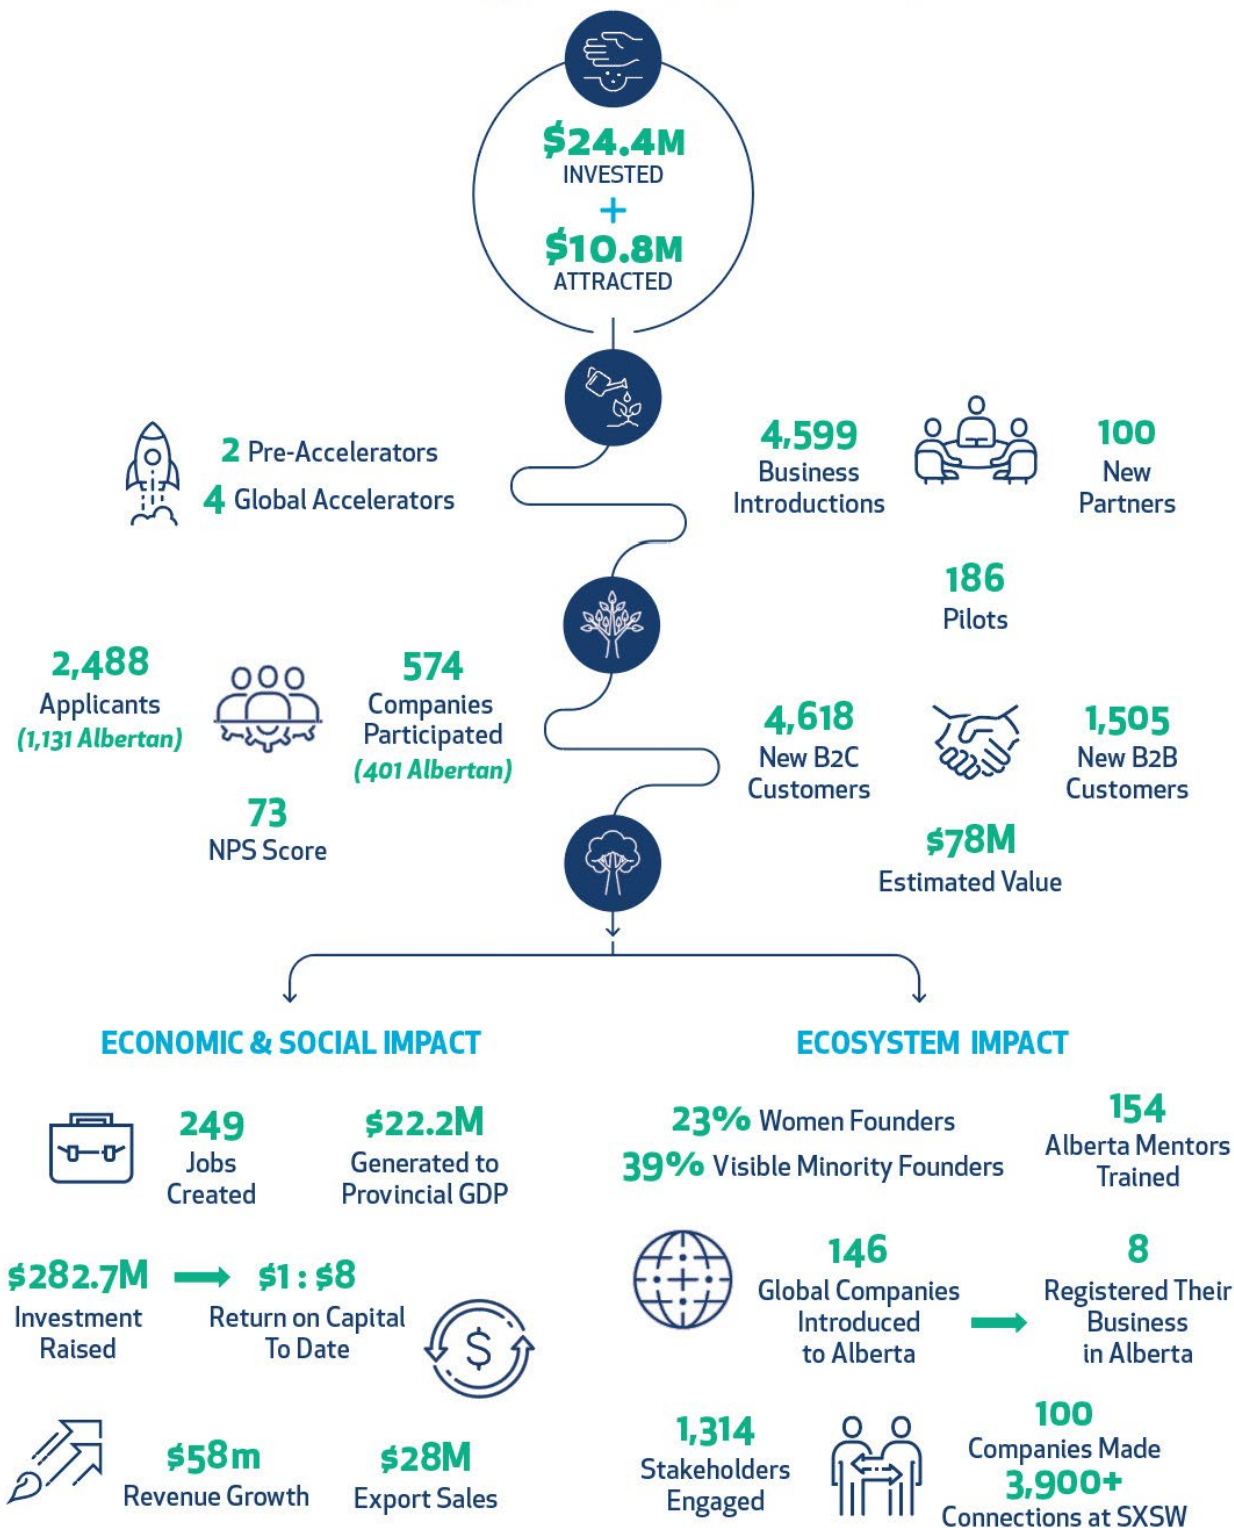 $24.4M
INVESTED
+
$10.8M
ATTRACTED
2 Pre-Accelerators
4 Global Accelerators
4,599
Business
Introductions
100
New
Partners
186
Pilots
2,488
Applicants
(1,131 Albertan)
574
Companies
Participated
(401 Albertan)
73
NPS Score
4,618
New B2C
Customers
1,505
New B2B
Customers
$78M
Estimated Value
ECONOMIC & SOCIAL IMPACT
249
Jobs
Created
$22.2M
Generated to
Provincial GDP
$282.7M
Investment
Raised
$1 : $8
Return on Capital
To Date
$
$58m
Revenue Growth
$28M
Export Sales
ECOSYSTEM IMPACT
23% Women Founders
39% Visible Minority Founders
154
Alberta Mentors
Trained
146
Global Companies
Introduced
to Alberta
8
Registered Their
Business
in Alberta
1,314
Stakeholders
Engaged
100
Companies Made
3,900+
Connections at SXSW